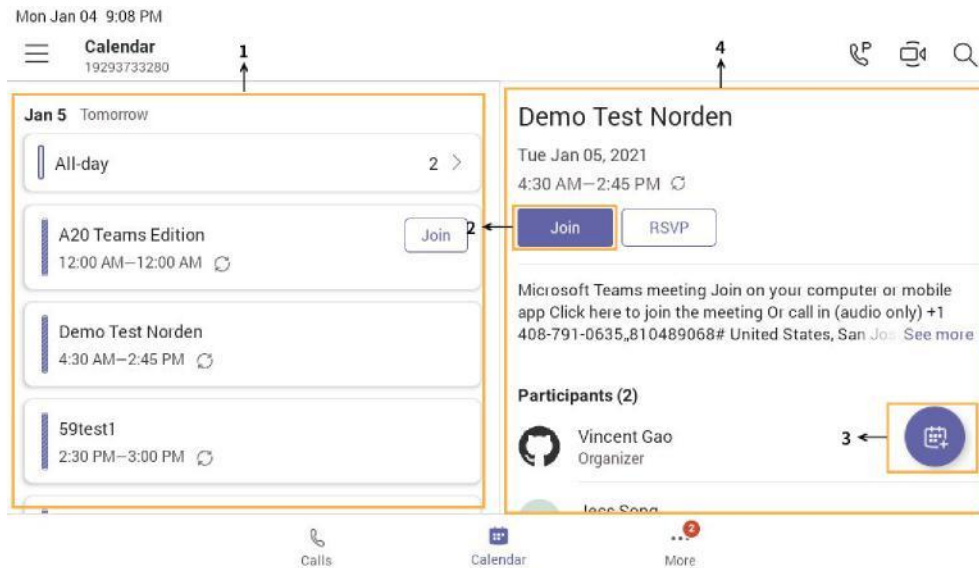 Mon Jan 04 9:08 PM
Calendar
19293733280
1
4
P
Jan 5 Tomorrow
All-day 2
A20 Teams Edition
12:00 AM—12:00 AM
Join
Demo Test Norden
4:30 AM—2:45 PM
59test1
2:30 PM—3:00 PM
Demo Test Norden
Tue Jan 05, 2021
4:30 AM—2:45 PM
2
Join RSVP
Microsoft Teams meeting Join on your computer or mobile
app Click here to join the meeting Or call in (audio only) +1
408-791-0635,,810489068# United States, San Jos See more
Participants (2)
Vincent Gao
Organizer
3
Jess Song
Calls
Calendar
2
More